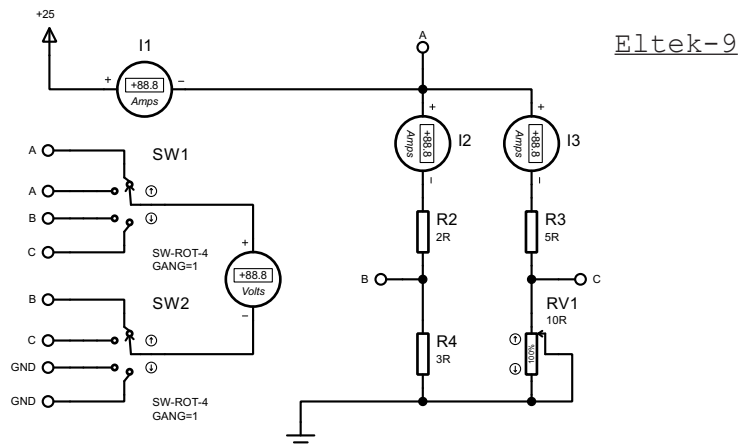 +25
I1
A
Eltek-9
+
+88.8
Amps
−
+
+88.8
Amps
I2
−
+
+88.8
Amps
I3
−
A
SW1
A
B
C
SW-ROT-4
GANG=1
+
+88.8
Volts
−
R2
2R
R3
5R
B
C
B
SW2
C
GND
GND
SW-ROT-4
GANG=1
R4
3R
RV1
10R
100%